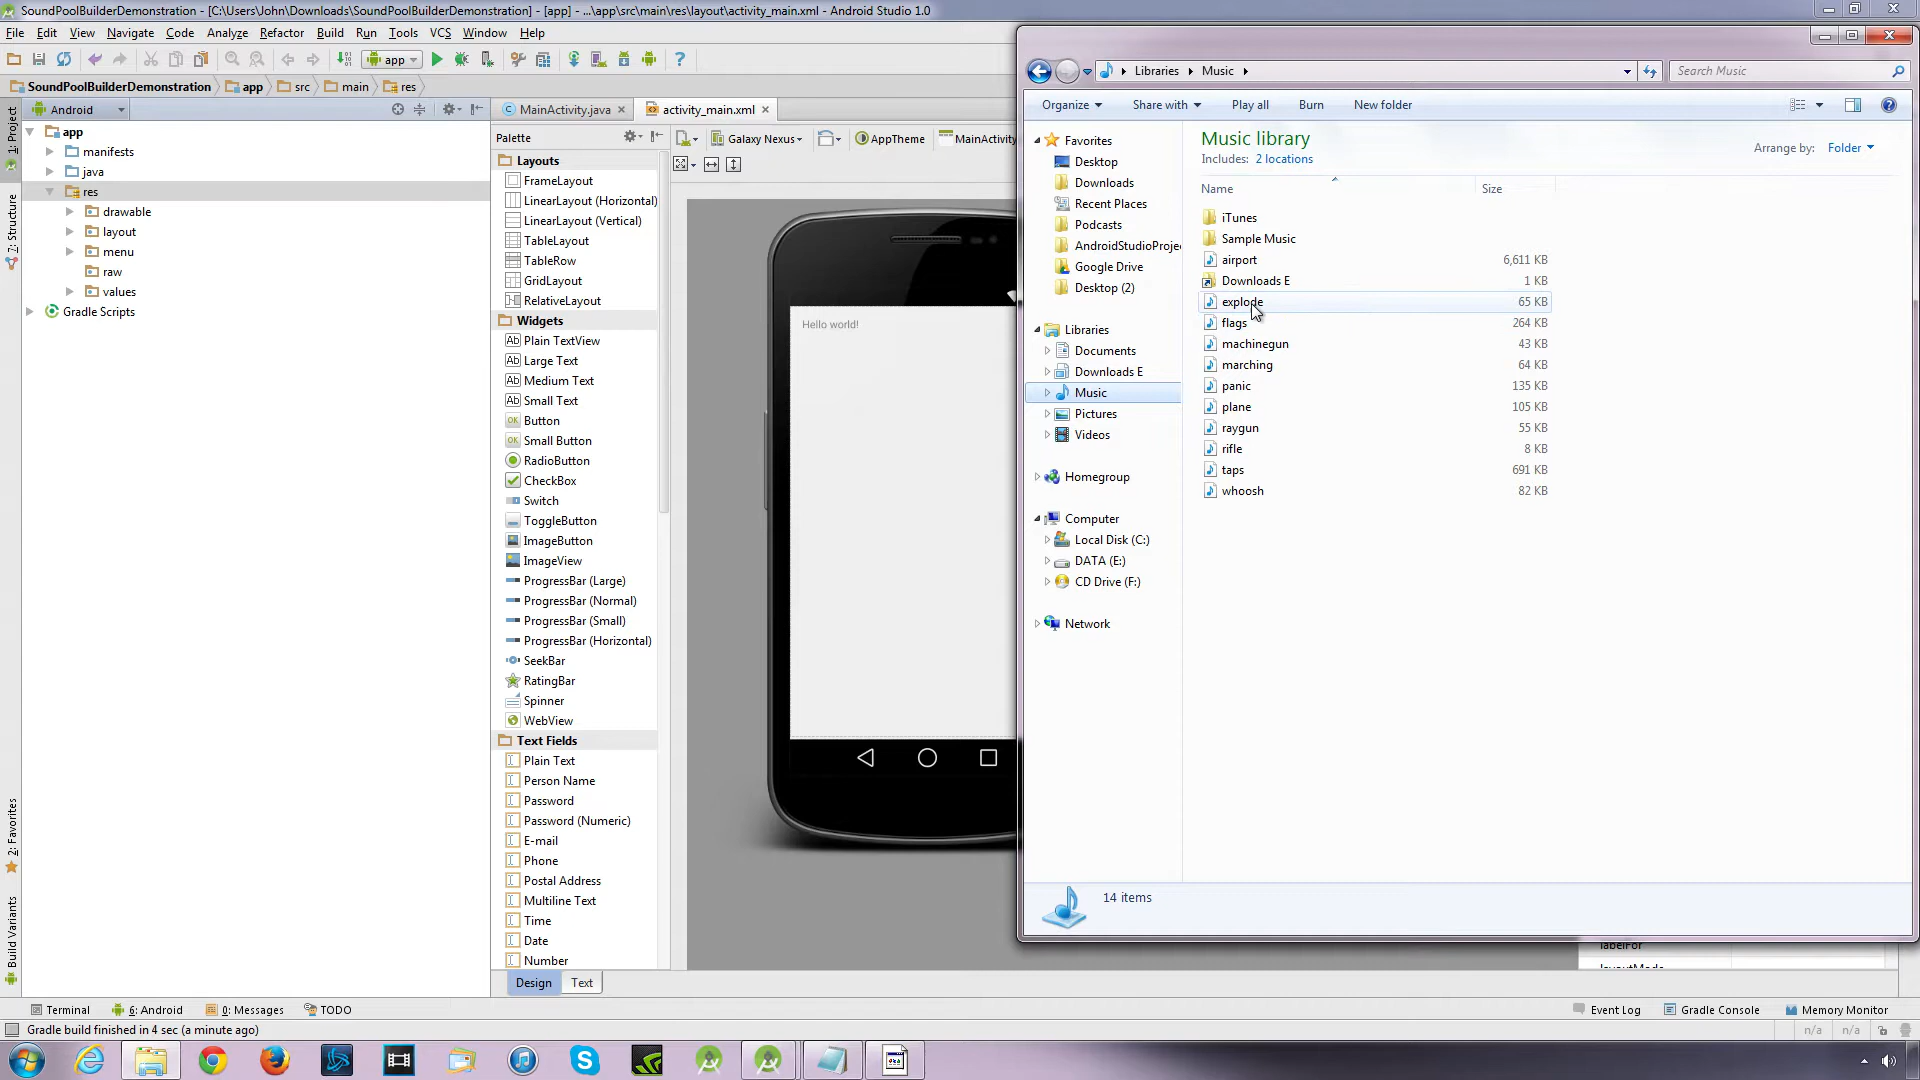 SoundPoolBuilderDemonstration - [C:\Users\John\Downloads\SoundPoolBuilderDemonstration] - [app] - ...\app\src\main\res\layout\activity_main.xml - Android Studio 1.0
File Edit View Navigate Code Analyze Refactor Build Run Tools VCS Window Help
app
SoundPoolBuilderDemonstration app src main res
1: Project
7: Structure
2: Favorites
Build Variants
Android
app
manifests
java
res
drawable
layout
menu
raw
values
Gradle Scripts
MainActivity.java activity_main.xml
Palette
Galaxy Nexus AppTheme MainActivity
Layouts
FrameLayout
LinearLayout (Horizontal)
LinearLayout (Vertical)
TableLayout
TableRow
GridLayout
RelativeLayout
Widgets
Plain TextView
Large Text
Medium Text
Small Text
Button
Small Button
RadioButton
CheckBox
Switch
ToggleButton
ImageButton
ImageView
ProgressBar (Large)
ProgressBar (Normal)
ProgressBar (Small)
ProgressBar (Horizontal)
SeekBar
RatingBar
Spinner
WebView
Text Fields
Plain Text
Person Name
Password
Password (Numeric)
E-mail
Phone
Postal Address
Multiline Text
Time
Date
Number
Design Text
Hello world!
Libraries Music
Search Music
Organize Share with Play all Burn New folder
Favorites
Desktop
Downloads
Recent Places
Podcasts
AndroidStudioProje
Google Drive
Desktop (2)
Libraries
Documents
Downloads E
Music
Pictures
Videos
Homegroup
Computer
Local Disk (C:)
DATA (E:)
CD Drive (F:)
Network
Music library
Includes: 2 locations
Arrange by: Folder
Name Size
iTunes
Sample Music
airport 6,611 KB
Downloads E 1 KB
explode 65 KB
flags 264 KB
machinegun 43 KB
marching 64 KB
panic 135 KB
plane 105 KB
raygun 55 KB
rifle 8 KB
taps 691 KB
whoosh 82 KB
14 items
labelFor
Terminal 6: Android 0: Messages TODO
Event Log Gradle Console Memory Monitor
Gradle build finished in 4 sec (a minute ago)
n/a n/a